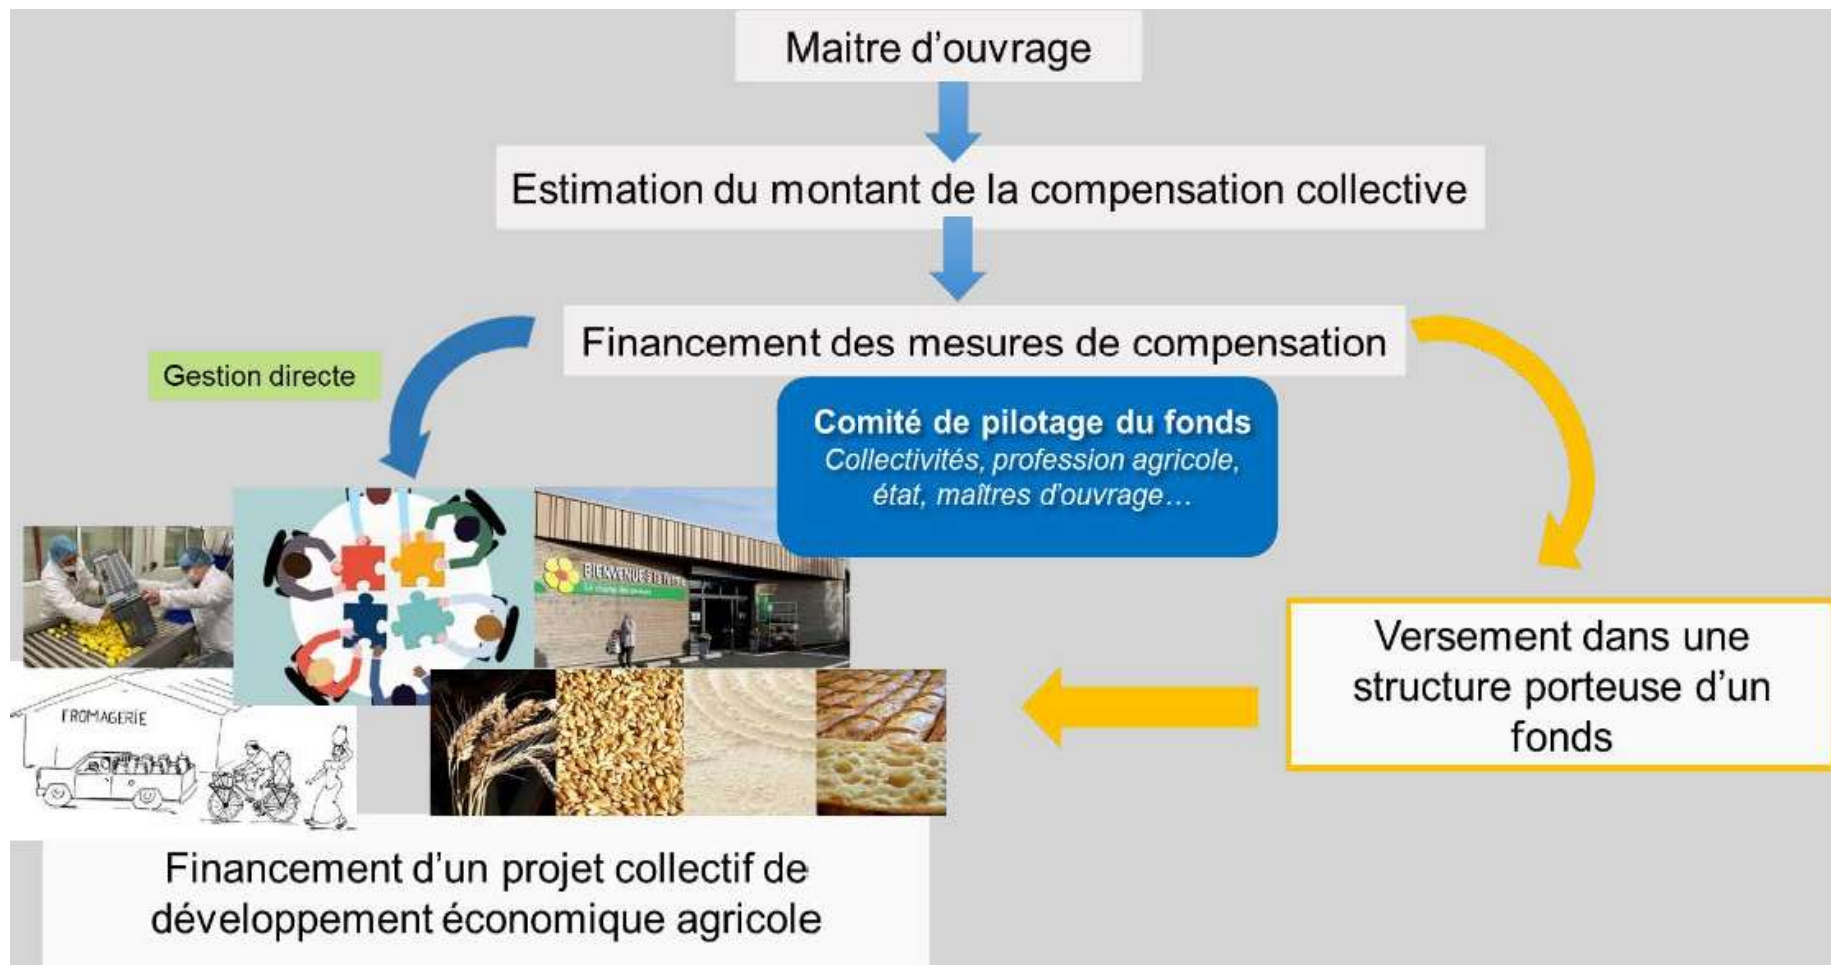 Maitre d'ouvrage
Estimation du montant de la compensation collective
Financement des mesures de compensation
Gestion directe
Comité de pilotage du fonds
Collectivités, profession agricole,
état, maîtres d'ouvrage…
BIENVENUE
Versement dans une
structure porteuse d'un
fonds
FROMAGERIE
Financement d'un projet collectif de
développement économique agricole